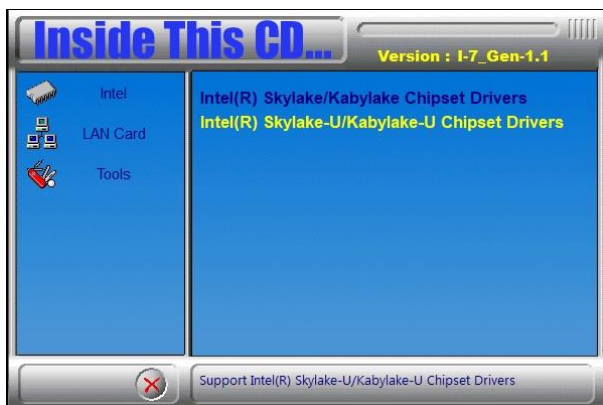 Inside This CD...
Version : I-7_Gen-1.1
Intel
LAN Card
Tools
Intel(R) Skylake/Kabylake Chipset Drivers
Intel(R) Skylake-U/Kabylake-U Chipset Drivers
Support Intel(R) Skylake-U/Kabylake-U Chipset Drivers